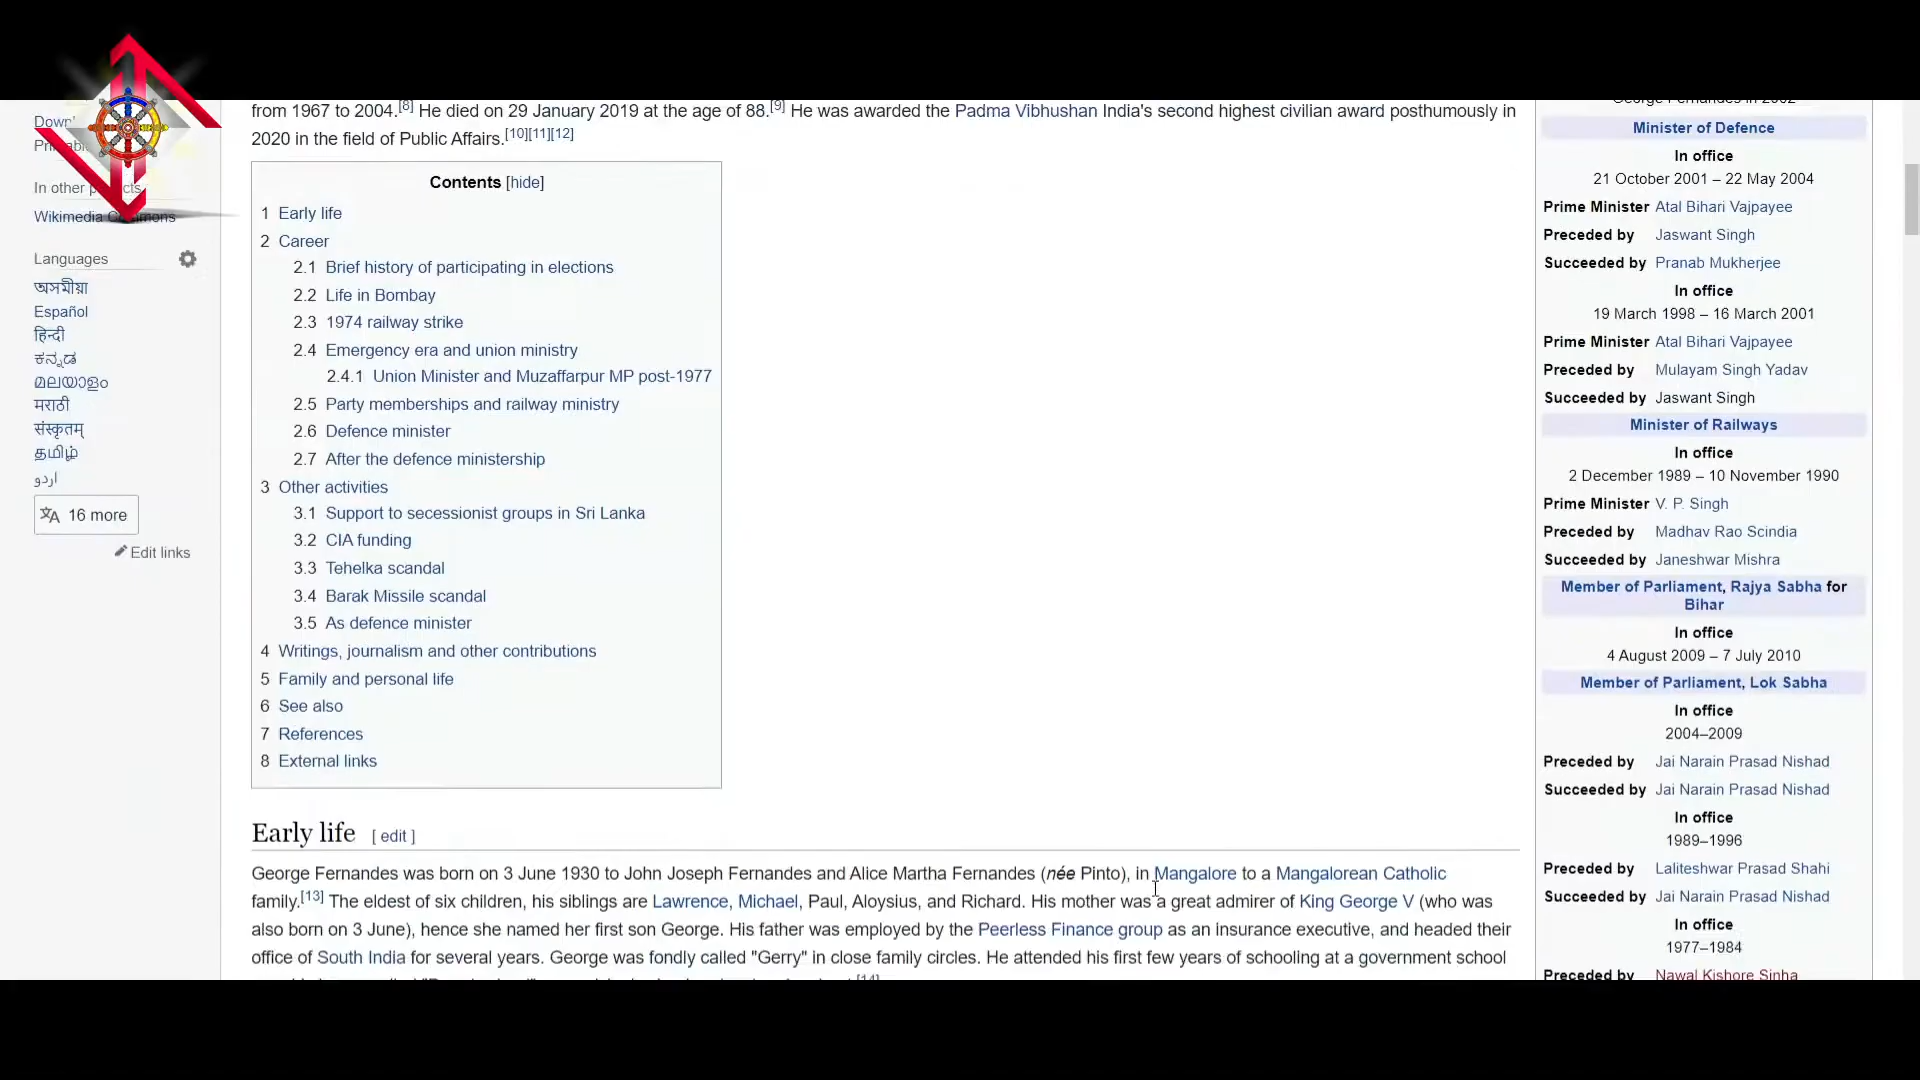 from 1967 to 2004.[8] He died on 29 January 2019 at the age of 88.[9] He was awarded the Padma Vibhushan India's second highest civilian award posthumously in
2020 in the field of Public Affairs.[10][11][12]
In other
Wikimedia
Languages
অসমীয়া
Español
हिन्दी
ಕನ್ನಡ
മലയാളം
मराठी
संस्कृतम्
தமிழ்
اردو
16 more
Edit links
Contents [hide]
1 Early life
2 Career
2.1 Brief history of participating in elections
2.2 Life in Bombay
2.3 1974 railway strike
2.4 Emergency era and union ministry
2.4.1 Union Minister and Muzaffarpur MP post-1977
2.5 Party memberships and railway ministry
2.6 Defence minister
2.7 After the defence ministership
3 Other activities
3.1 Support to secessionist groups in Sri Lanka
3.2 CIA funding
3.3 Tehelka scandal
3.4 Barak Missile scandal
3.5 As defence minister
4 Writings, journalism and other contributions
5 Family and personal life
6 See also
7 References
8 External links
Early life [ edit ]
George Fernandes was born on 3 June 1930 to John Joseph Fernandes and Alice Martha Fernandes (née Pinto), in Mangalore to a Mangalorean Catholic
family.[13] The eldest of six children, his siblings are Lawrence, Michael, Paul, Aloysius, and Richard. His mother was a great admirer of King George V (who was
also born on 3 June), hence she named her first son George. His father was employed by the Peerless Finance group as an insurance executive, and headed their
office of South India for several years. George was fondly called "Gerry" in close family circles. He attended his first few years of schooling at a government school
George Fernandes in 2002
Minister of Defence
In office
21 October 2001 – 22 May 2004
Prime Minister Atal Bihari Vajpayee
Preceded by Jaswant Singh
Succeeded by Pranab Mukherjee
In office
19 March 1998 – 16 March 2001
Prime Minister Atal Bihari Vajpayee
Preceded by Mulayam Singh Yadav
Succeeded by Jaswant Singh
Minister of Railways
In office
2 December 1989 – 10 November 1990
Prime Minister V. P. Singh
Preceded by Madhav Rao Scindia
Succeeded by Janeshwar Mishra
Member of Parliament, Rajya Sabha for
Bihar
In office
4 August 2009 – 7 July 2010
Member of Parliament, Lok Sabha
In office
2004–2009
Preceded by Jai Narain Prasad Nishad
Succeeded by Jai Narain Prasad Nishad
In office
1989–1996
Preceded by Laliteshwar Prasad Shahi
Succeeded by Jai Narain Prasad Nishad
In office
1977–1984
Preceded by Nawal Kishore Sinha